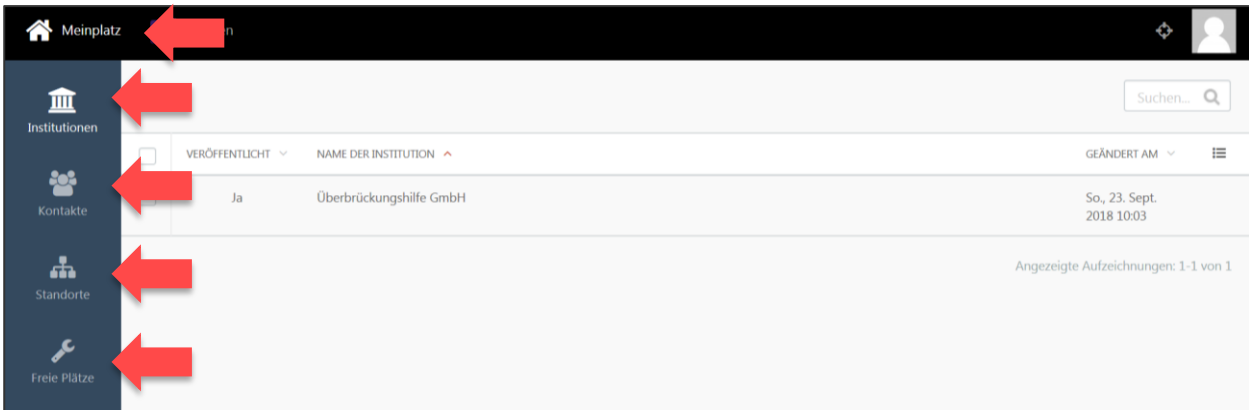 Meinplatz
Suchen...
Institutionen
VERÖFFENTLICHT NAME DER INSTITUTION GEÄNDERT AM
Ja Überbrückungshilfe GmbH So., 23. Sept.
2018 10:03
Kontakte
Angezeigte Aufzeichnungen: 1-1 von 1
Standorte
Freie Plätze